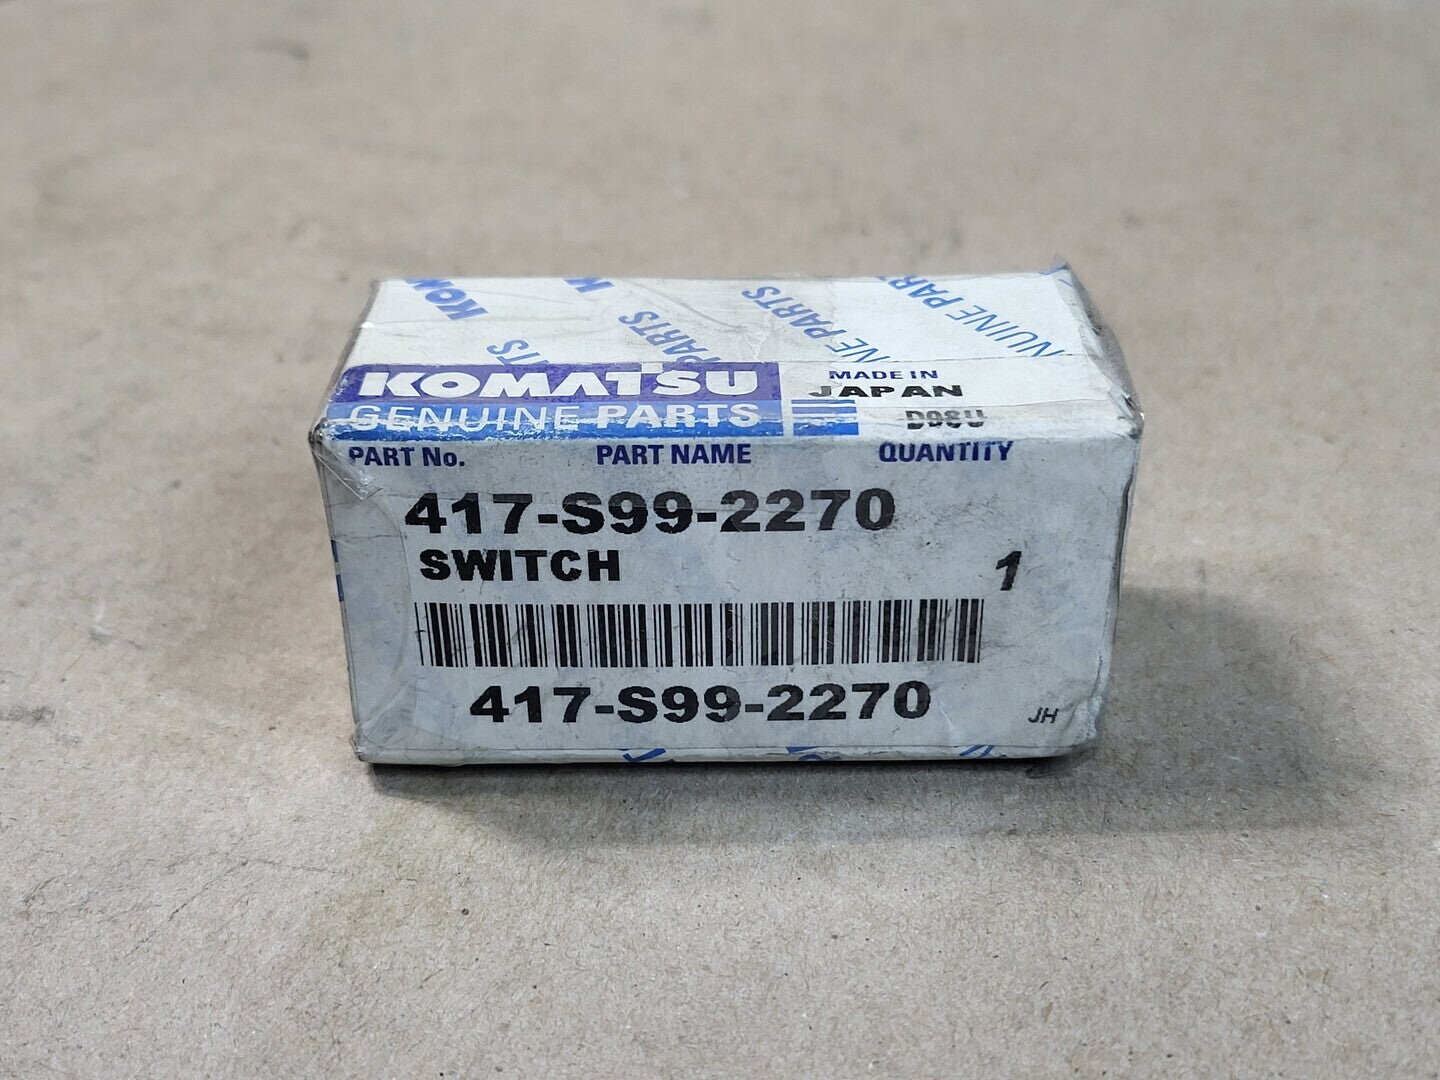 KOMATSU
GENUINE PARTS
MADE IN
JAPAN
PART No.
PART NAME
QUANTITY
417-S99-2270
SWITCH
1
417-S99-2270
JH